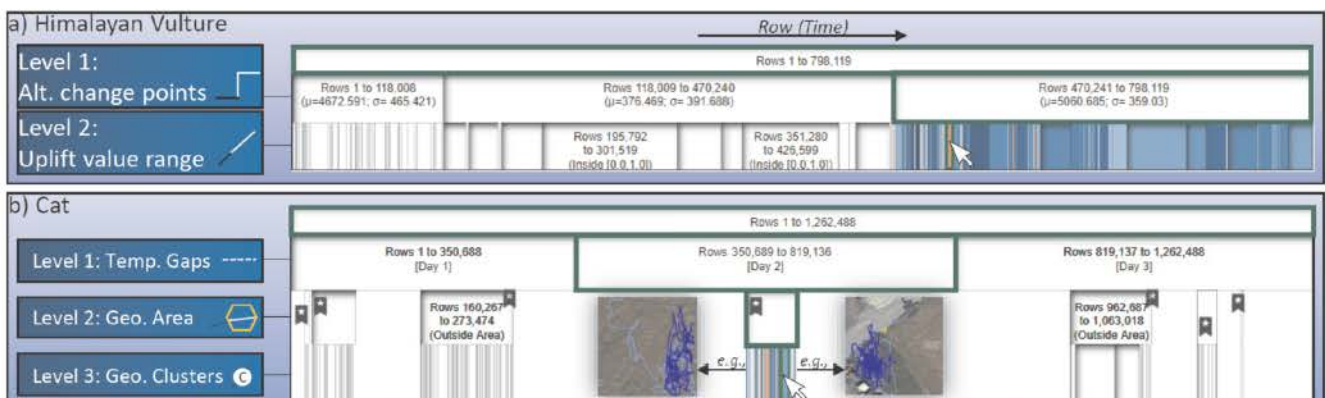 a) Himalayan Vulture
Row (Time)
Level 1:
Alt. change points
Rows 1 to 798,119
Rows 1 to 118,008
(μ=4672.591; σ= 465.421)
Rows 118,009 to 470,240
(μ=376.469; σ= 391.688)
Rows 470,241 to 798,119
(μ=5060.685; σ= 359.03)
Level 2:
Uplift value range
Rows 195,792
to 301,519
(Inside [0.0,1.0])
Rows 351,280
to 426,599
(Inside [0.0,1.0])
b) Cat
Rows 1 to 1,262,488
Level 1: Temp. Gaps
Rows 1 to 350,688
[Day 1]
Rows 350,689 to 819,136
[Day 2]
Rows 819,137 to 1,262,488
[Day 3]
Level 2: Geo. Area
Rows 160,267
to 273,474
(Outside Area)
Rows 962,687
to 1,063,018
(Outside Area)
Level 3: Geo. Clusters C
e.g.,
e.g.,